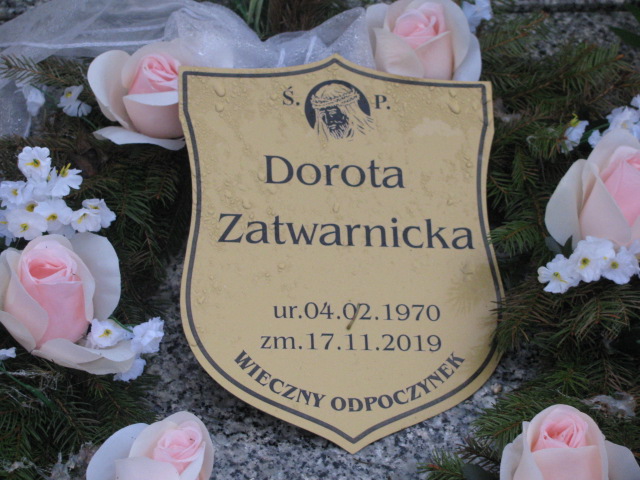 Ś. P.
Dorota
Zatwarnicka
ur.04.02.1970
zm.17.11.2019
WIECZNY ODPOCZYNEK